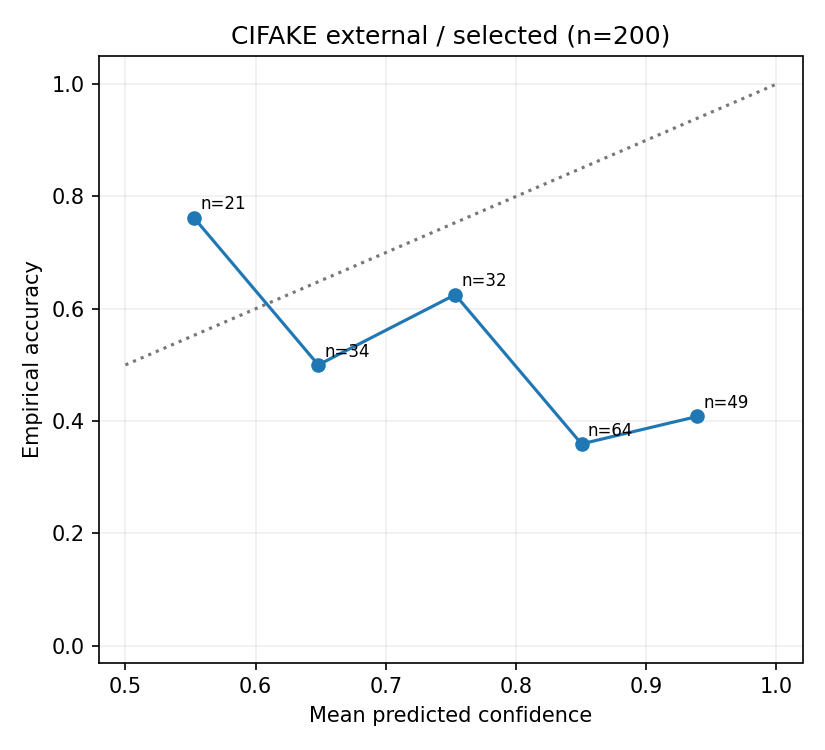 CIFAKE external / selected (n=200)
Empirical accuracy
1.0
0.8
0.6
0.4
0.2
0.0
n=21
n=34
n=32
n=64
n=49
0.5 0.6 0.7 0.8 0.9 1.0
Mean predicted confidence